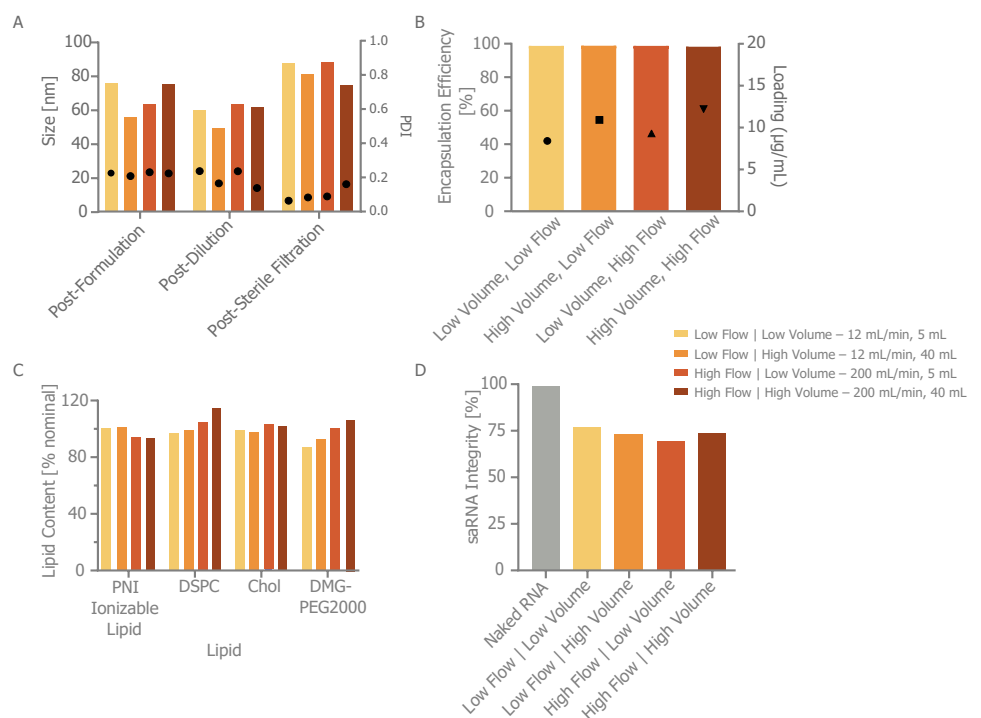 A
Size [nm]
100
80
60
40
20
0
1.0
0.8
0.6
0.4
0.2
0.0
PDI
Post-Formulation
Post-Dilution
Post-Sterile Filtration
B
Encapsulation Efficiency
[%]
100
80
60
40
20
0
20
15
10
5
0
Loading (µg/mL)
Low Volume, Low Flow
High Volume, Low Flow
Low Volume, High Flow
High Volume, High Flow
Low Flow | Low Volume – 12 mL/min, 5 mL
Low Flow | High Volume – 12 mL/min, 40 mL
High Flow | Low Volume – 200 mL/min, 5 mL
High Flow | High Volume – 200 mL/min, 40 mL
C
Lipid Content [% nominal]
120
80
40
0
PNI
Ionizable
Lipid
DSPC
Chol
DMG-
PEG2000
Lipid
D
saRNA Integrity [%]
100
75
50
25
0
Naked RNA
Low Flow | Low Volume
Low Flow | High Volume
High Flow | Low Volume
High Flow | High Volume